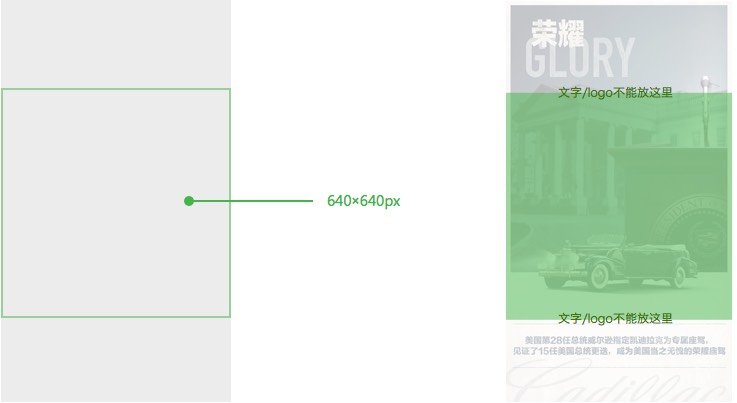 640×640px
荣耀
GLORY
文字/logo不能放这里
文字/logo不能放这里
美国第28任总统威尔逊指定凯迪拉克为专属座驾，
见证了15任美国总统更迭，成为美国当之无愧的荣耀座驾
Cadillac